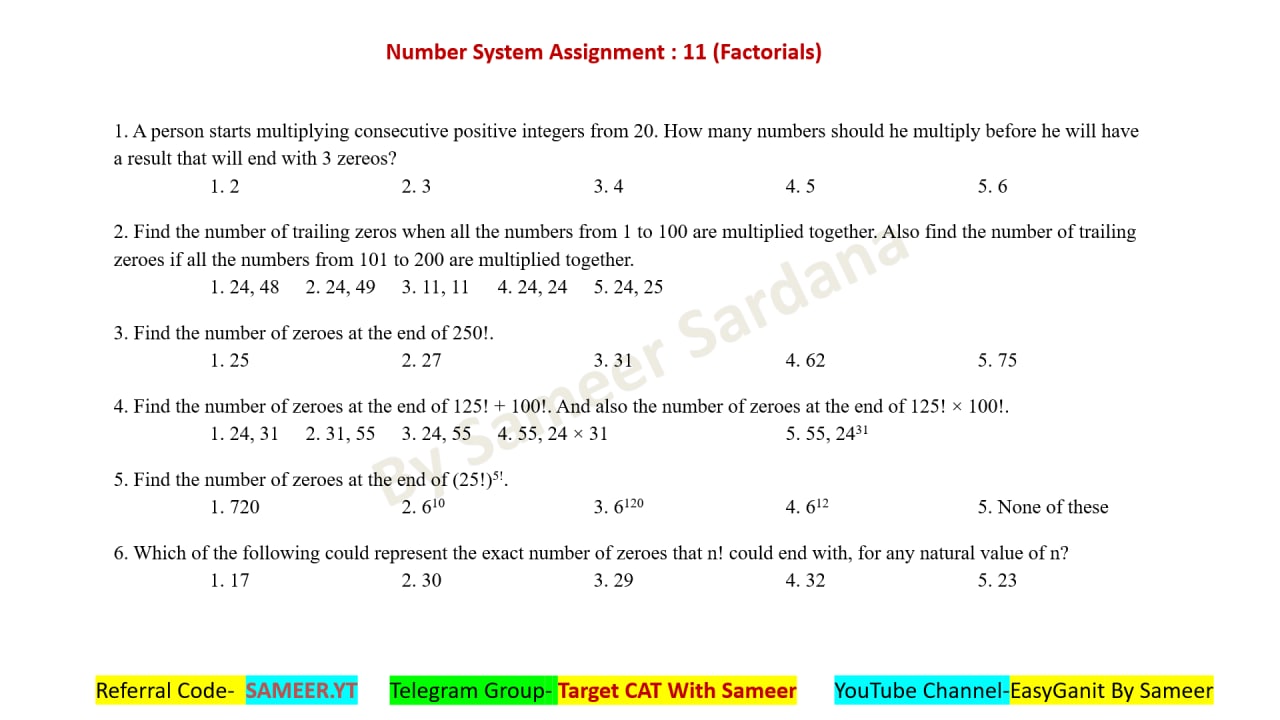 Number System Assignment : 11 (Factorials)
1. A person starts multiplying consecutive positive integers from 20. How many numbers should he multiply before he will have
a result that will end with 3 zereos?
1. 2 2. 3 3. 4 4. 5 5. 6
2. Find the number of trailing zeros when all the numbers from 1 to 100 are multiplied together. Also find the number of trailing
zeroes if all the numbers from 101 to 200 are multiplied together.
1. 24, 48 2. 24, 49 3. 11, 11 4. 24, 24 5. 24, 25
3. Find the number of zeroes at the end of 250!.
1. 25 2. 27 3. 31 4. 62 5. 75
4. Find the number of zeroes at the end of 125! + 100!. And also the number of zeroes at the end of 125! × 100!.
1. 24, 31 2. 31, 55 3. 24, 55 4. 55, 24 × 31 5. 55, 24³¹
5. Find the number of zeroes at the end of (25!)⁵!.
1. 720 2. 6¹⁰ 3. 6¹²⁰ 4. 6¹² 5. None of these
6. Which of the following could represent the exact number of zeroes that n! could end with, for any natural value of n?
1. 17 2. 30 3. 29 4. 32 5. 23
By Sameer Sardana
Referral Code- SAMEER.YT Telegram Group- Target CAT With Sameer YouTube Channel-EasyGanit By Sameer